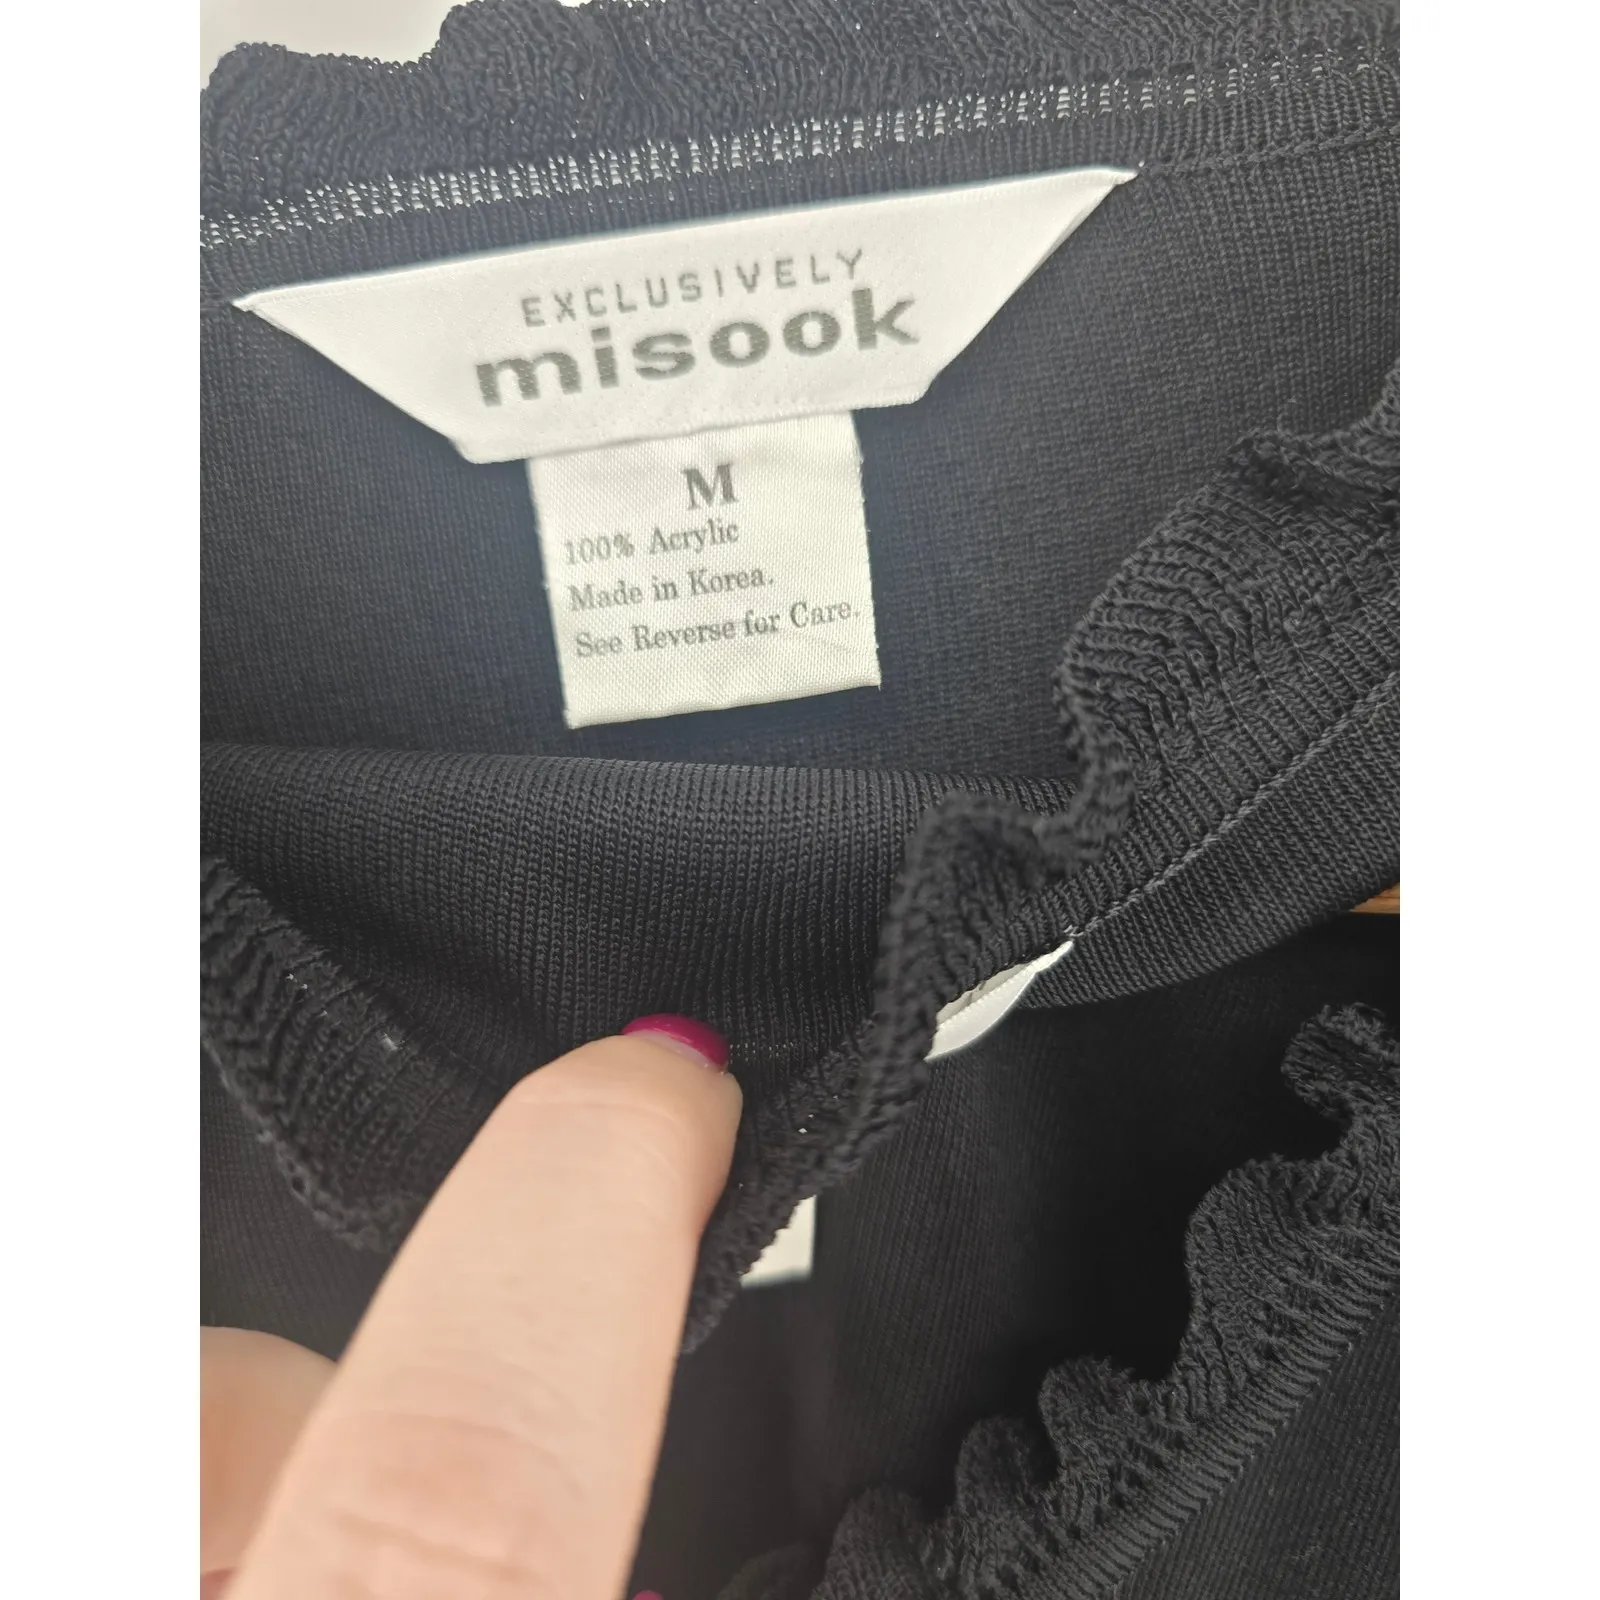 EXCLUSIVELY
misook
M
100% Acrylic
Made in Korea.
See Reverse for Care.